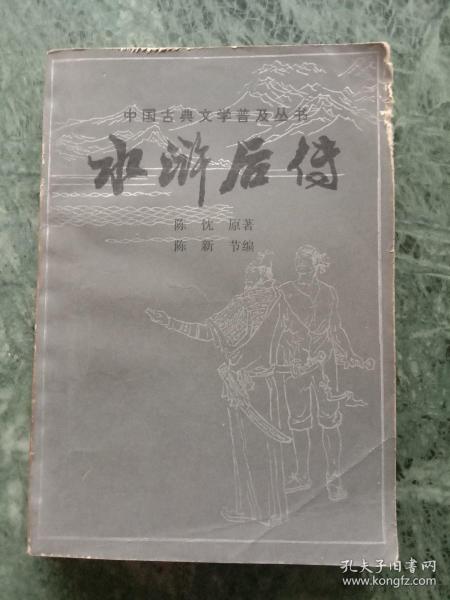 中国古典文学普及丛书
水浒后传
陈忱 原著
陈新 节编
孔夫子旧书网
www.kongfz.com